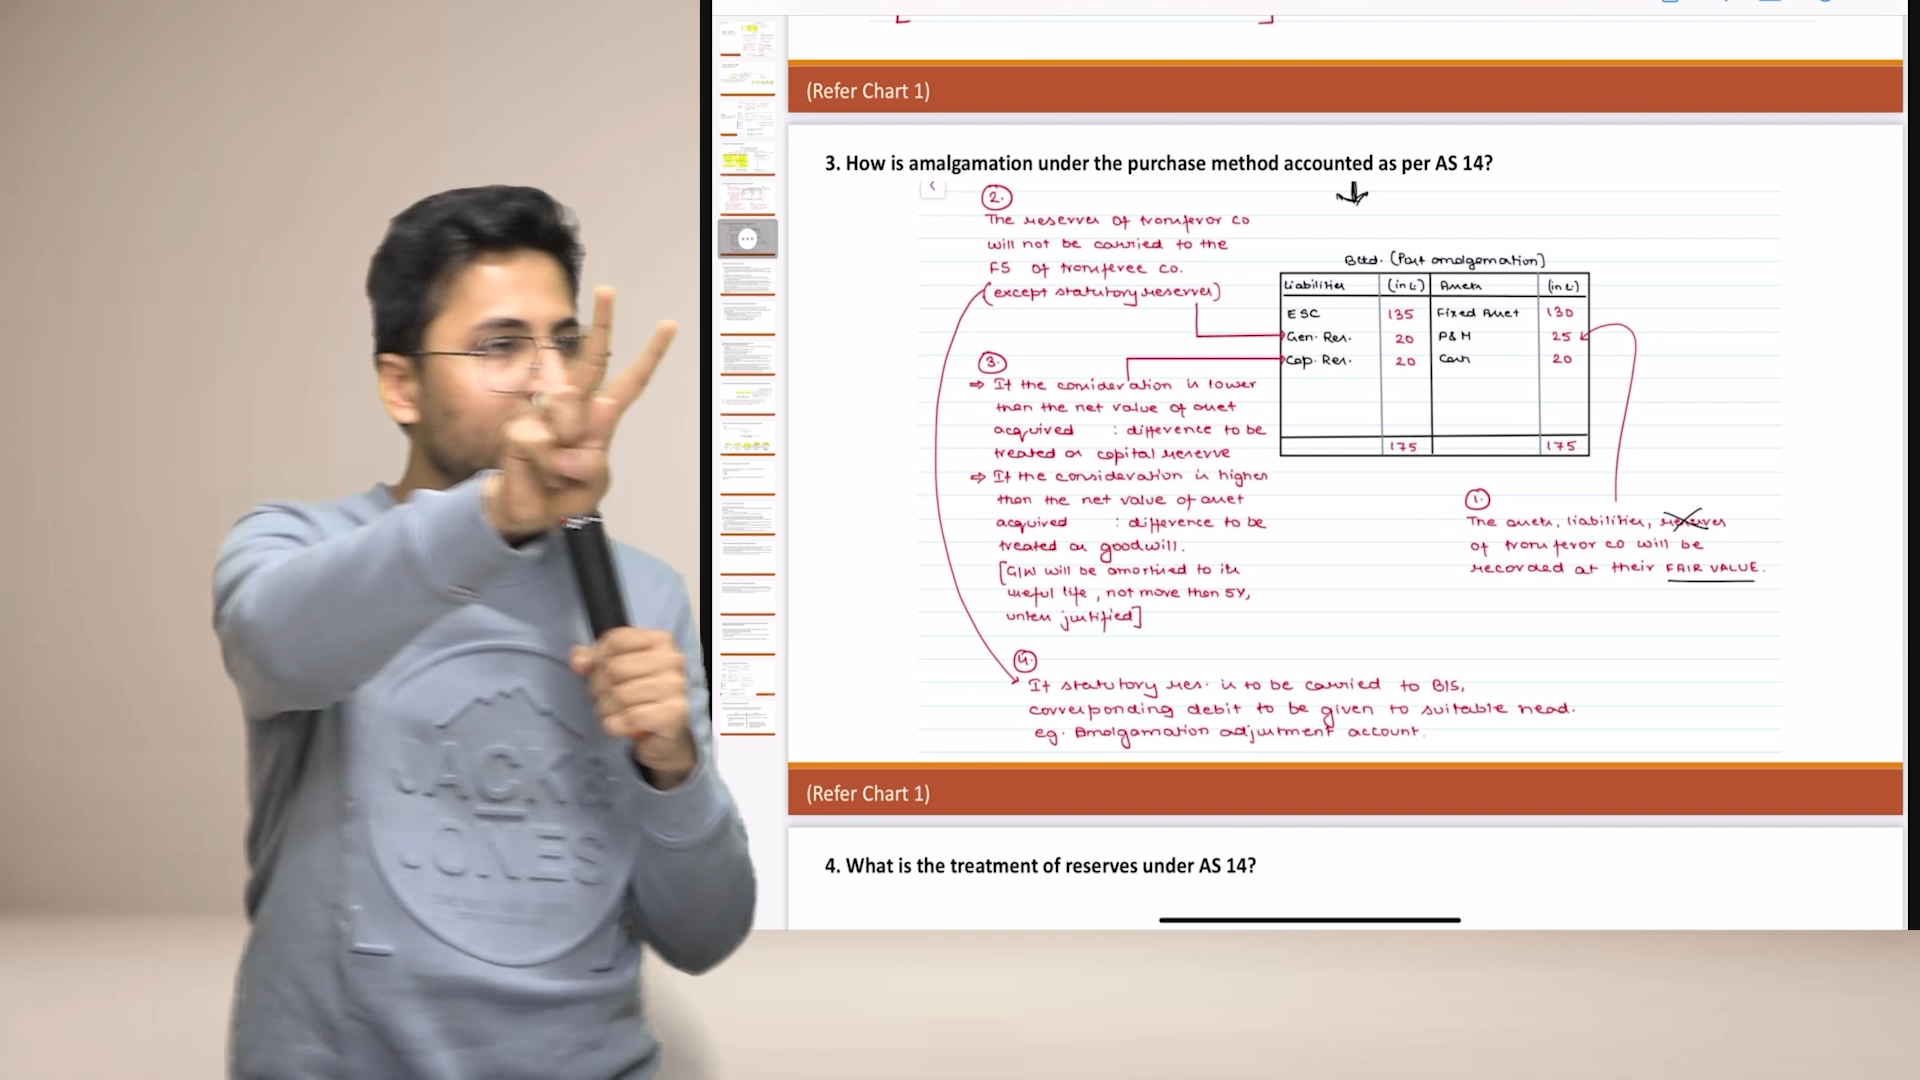 (Refer Chart 1)
3. How is amalgamation under the purchase method accounted as per AS 14?
2.
The reserves of transferor co
will not be carried to the
FS of transferee co.
(except statutory reserves)
B Ltd. (Post amalgamation)
Liabilities (in L) Assets (in L)
ESC 135 Fixed Asset 130
Gen. Res. 20 P&M 25
Cap. Res. 20 Cash 20
175 175
3.
⇒ If the consideration is lower
than the net value of asset
acquired : difference to be
treated as capital reserve
⇒ If the consideration is higher
than the net value of asset
acquired : difference to be
treated as goodwill.
[G/W will be amortised to its
useful life, not more than 5Y,
unless justified]
1.
The assets, liabilities, reserves
of transferor co will be
recorded at their FAIR VALUE.
4.
If statutory res. is to be carried to B/S,
corresponding debit to be given to suitable head.
eg. Amalgamation adjustment account.
(Refer Chart 1)
4. What is the treatment of reserves under AS 14?
JACK &
JONES